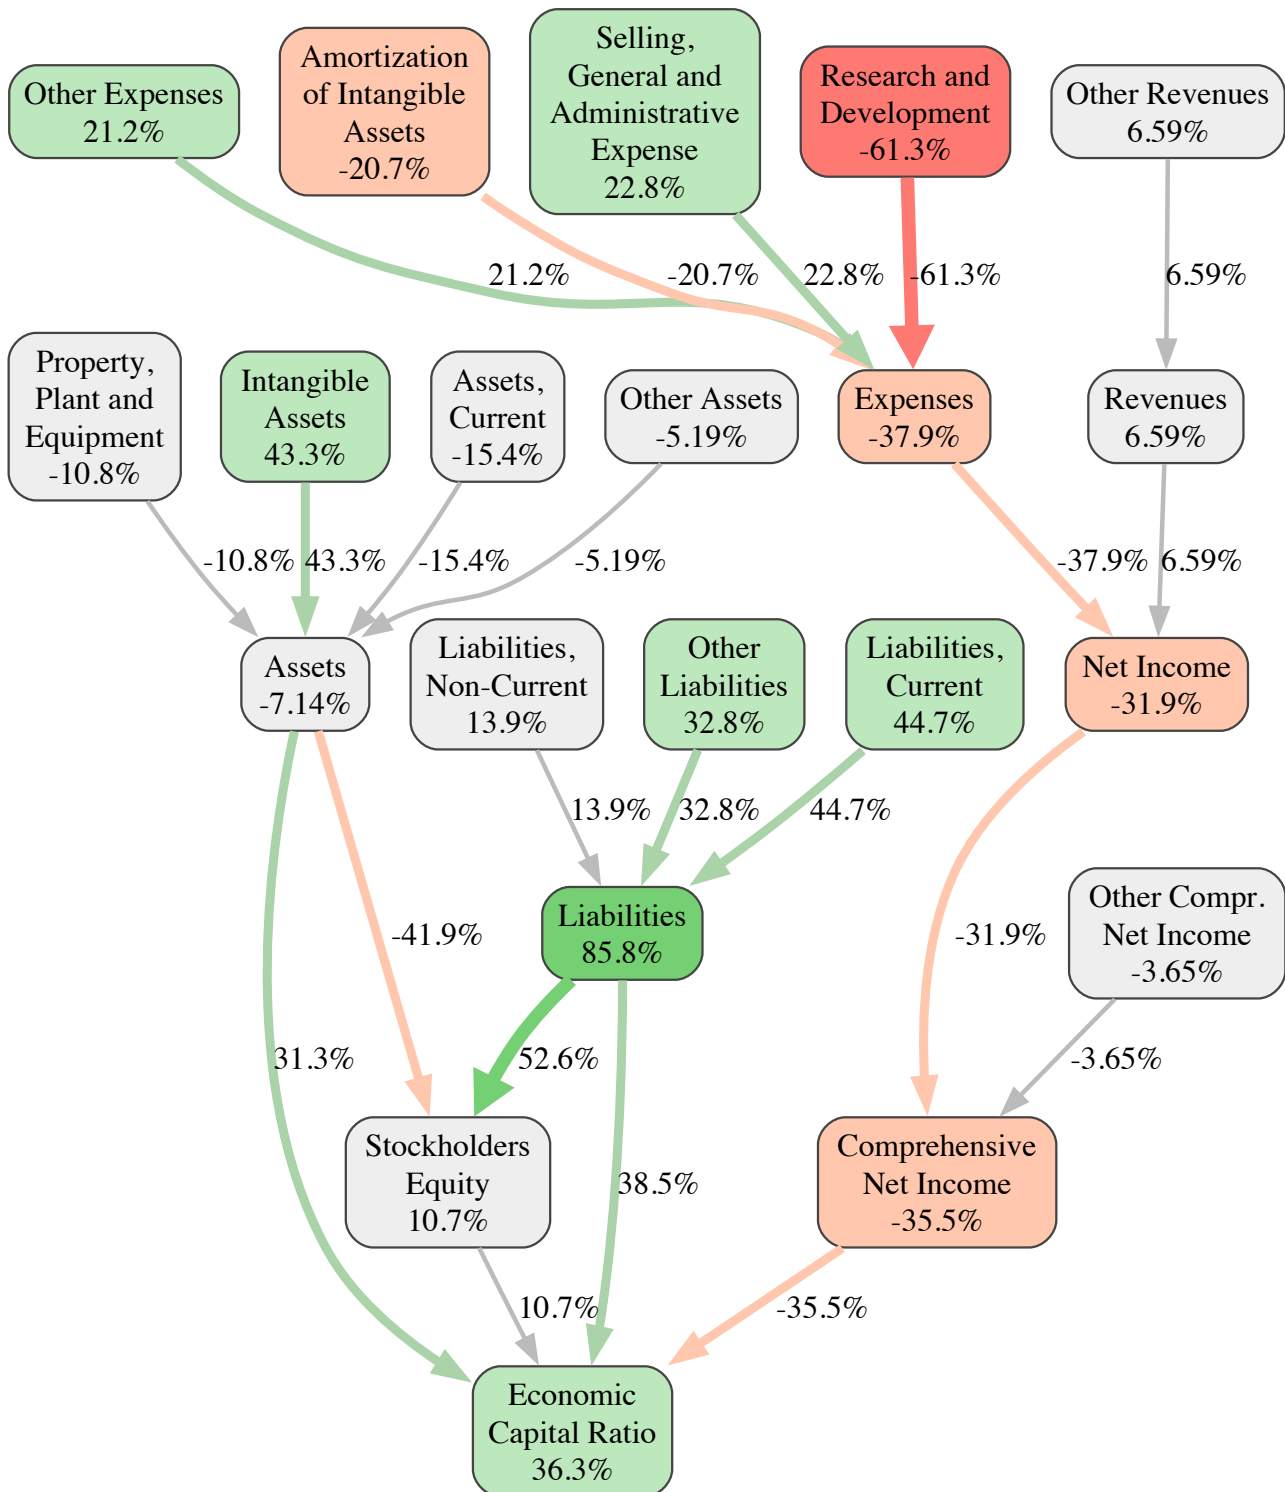 Other Expenses
21.2%
Amortization
of Intangible
Assets
-20.7%
Selling,
General and
Administrative
Expense
22.8%
Research and
Development
-61.3%
Other Revenues
6.59%
21.2%
-20.7%
22.8%
-61.3%
6.59%
Property,
Plant and
Equipment
-10.8%
Intangible
Assets
43.3%
Assets,
Current
-15.4%
Other Assets
-5.19%
Expenses
-37.9%
Revenues
6.59%
-10.8%
43.3%
-15.4%
-5.19%
-37.9%
6.59%
Assets
-7.14%
Liabilities,
Non-Current
13.9%
Other
Liabilities
32.8%
Liabilities,
Current
44.7%
Net Income
-31.9%
13.9%
32.8%
44.7%
Liabilities
85.8%
-41.9%
-31.9%
Other Compr.
Net Income
-3.65%
31.3%
52.6%
-3.65%
Stockholders
Equity
10.7%
38.5%
Comprehensive
Net Income
-35.5%
10.7%
-35.5%
Economic
Capital Ratio
36.3%